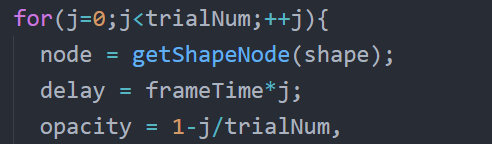 for(j=0;j<trialNum;++j){
node = getShapeNode(shape);
delay = frameTime*j;
opacity = 1-j/trialNum,